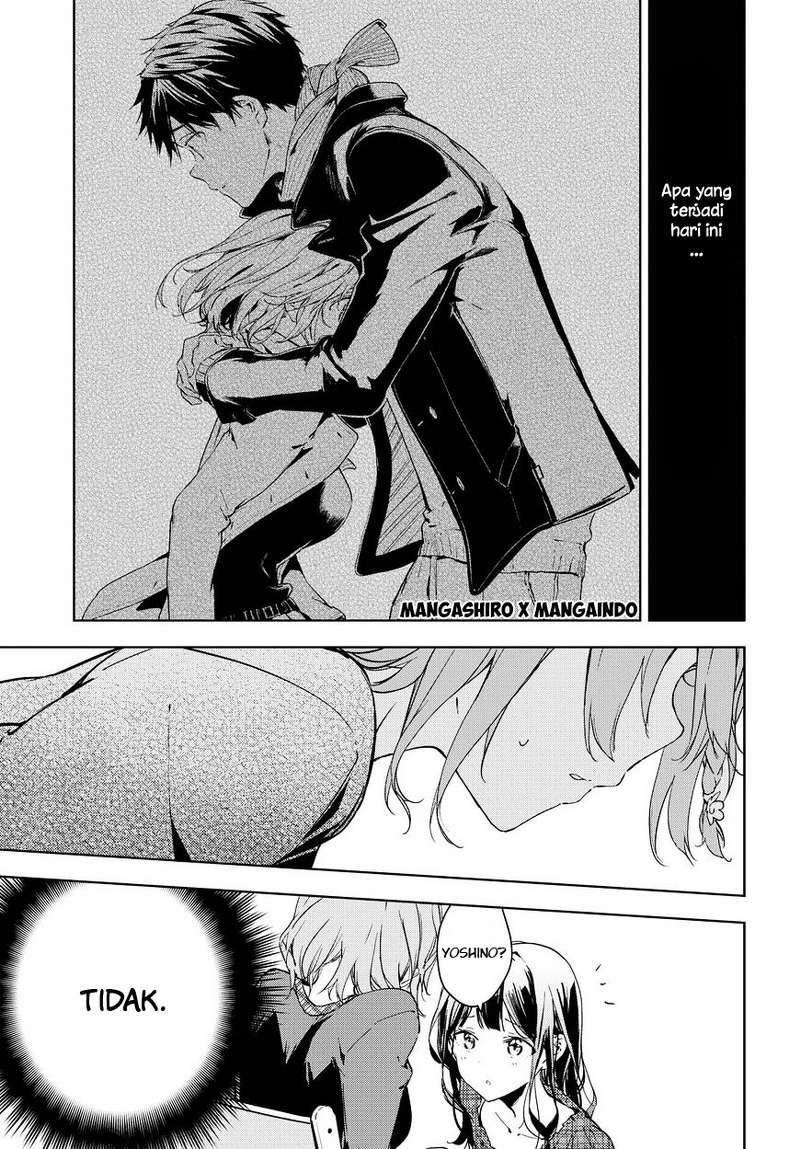 Apa yang
terjadi
hari ini
...
MANGASHIRO X MANGAINDO
YOSHINO?
TIDAK.